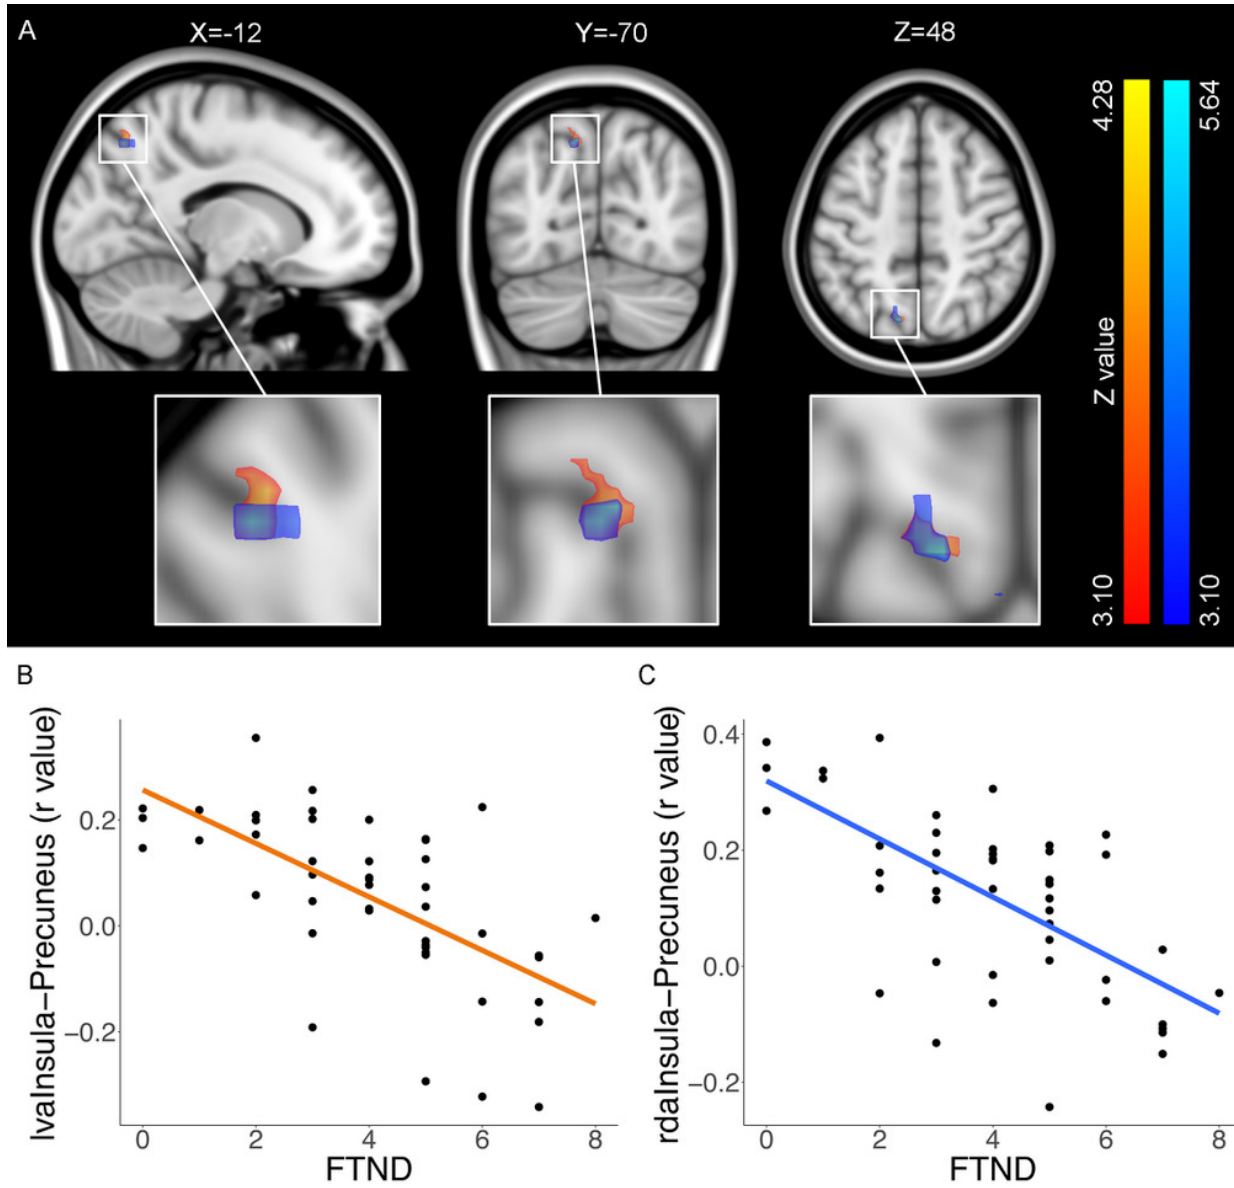 A
X=-12 Y=-70 Z=48
4.28 5.64
Z value
3.10 3.10
B
lvaInsula−Precuneus (r value)
0.2
0.0
−0.2
0 2 4 6 8
FTND
C
rdaInsula−Precuneus (r value)
0.4
0.2
0.0
−0.2
0 2 4 6 8
FTND